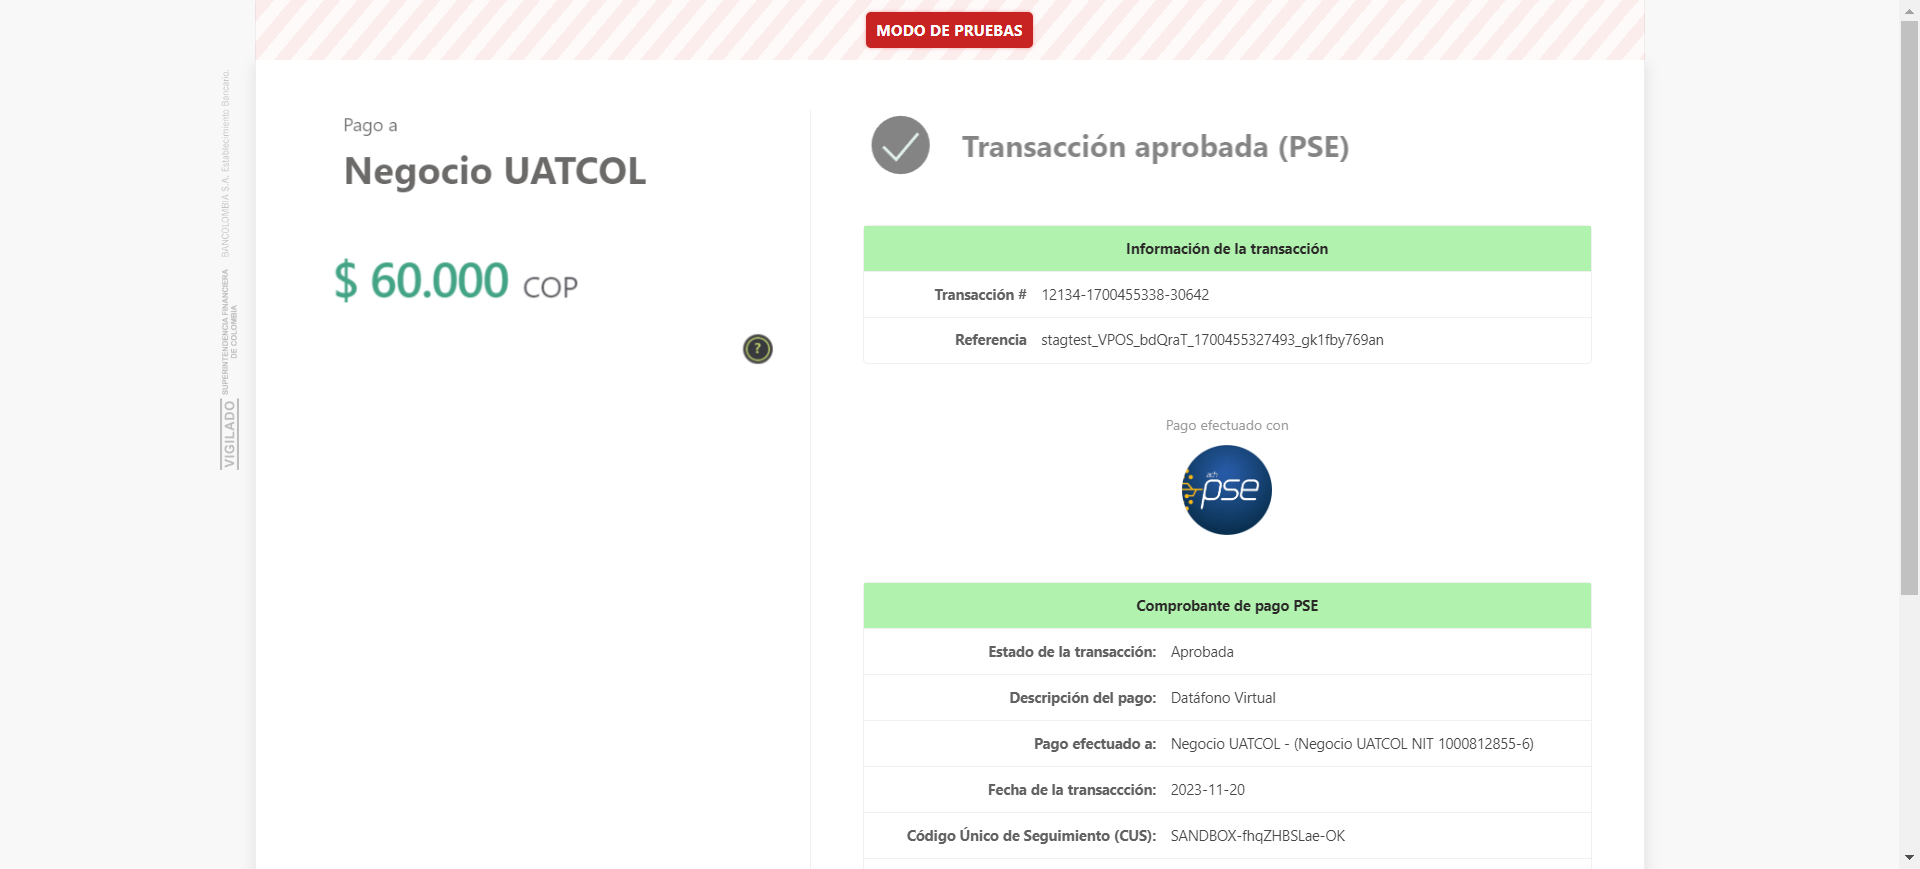 MODO DE PRUEBAS
VIGILADO SUPERINTENDENCIA FINANCIERA DE COLOMBIA BANCOLOMBIA S.A. Establecimiento Bancario.
Pago a
Negocio UATCOL
$ 60.000 COP
?
Transacción aprobada (PSE)
Información de la transacción
Transacción # 12134-1700455338-30642
Referencia stagtest_VPOS_bdQraT_1700455327493_gk1fby769an
Pago efectuado con
ach
pse
Comprobante de pago PSE
Estado de la transacción: Aprobada
Descripción del pago: Datáfono Virtual
Pago efectuado a: Negocio UATCOL - (Negocio UATCOL NIT 1000812855-6)
Fecha de la transaccción: 2023-11-20
Código Único de Seguimiento (CUS): SANDBOX-fhqZHBSLae-OK